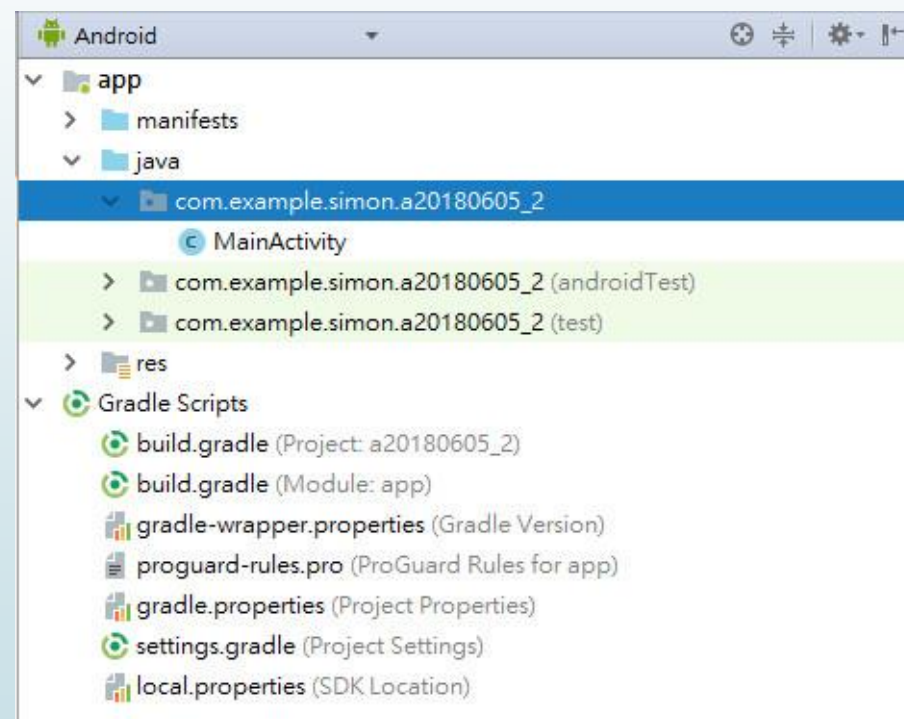 Android
app
manifests
java
com.example.simon.a20180605_2
MainActivity
com.example.simon.a20180605_2 (androidTest)
com.example.simon.a20180605_2 (test)
res
Gradle Scripts
build.gradle (Project: a20180605_2)
build.gradle (Module: app)
gradle-wrapper.properties (Gradle Version)
proguard-rules.pro (ProGuard Rules for app)
gradle.properties (Project Properties)
settings.gradle (Project Settings)
local.properties (SDK Location)